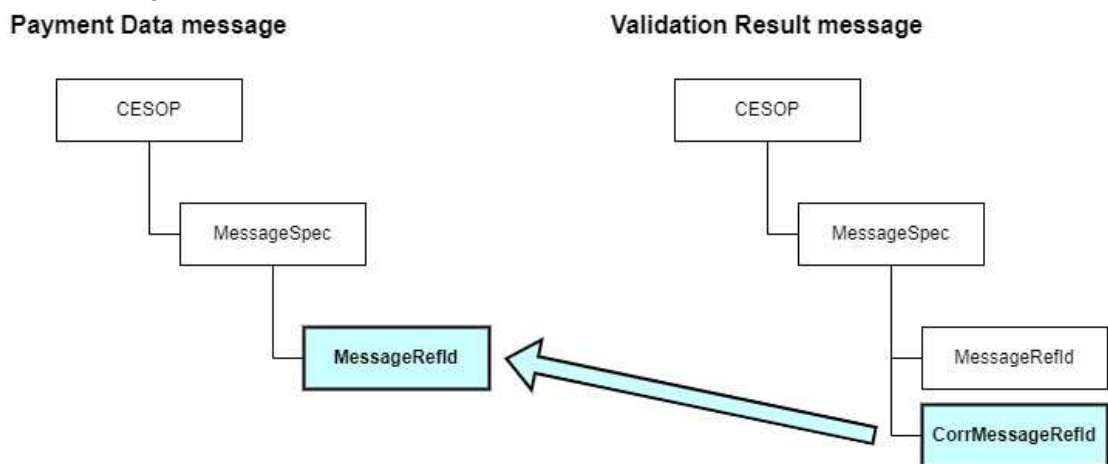 Payment Data message
Validation Result message
CESOP
CESOP
MessageSpec
MessageSpec
MessageRefId
MessageRefId
CorrMessageRefId